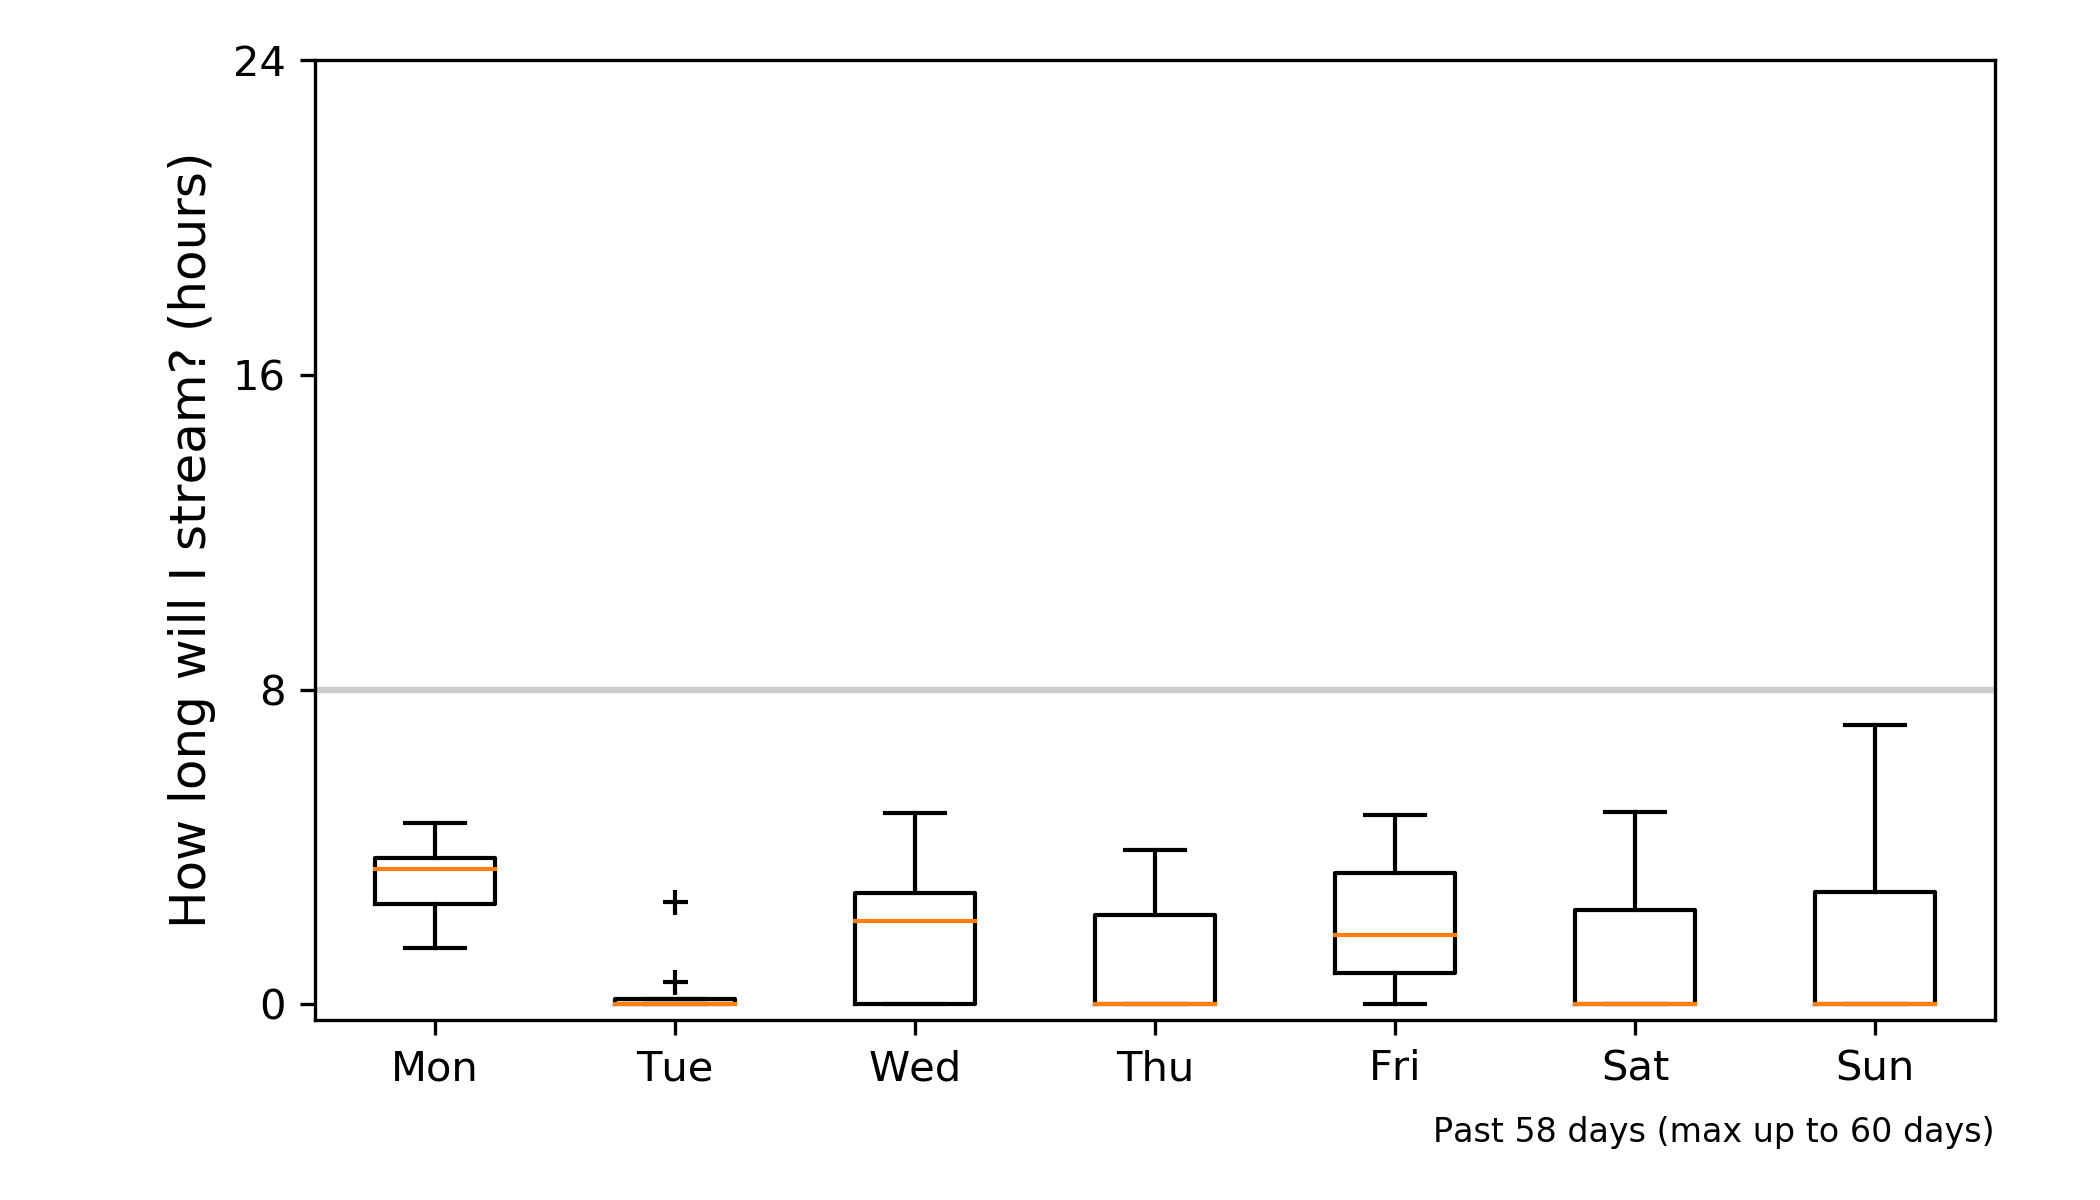 How long will I stream? (hours)
24
16
8
0
Mon Tue Wed Thu Fri Sat Sun
Past 58 days (max up to 60 days)